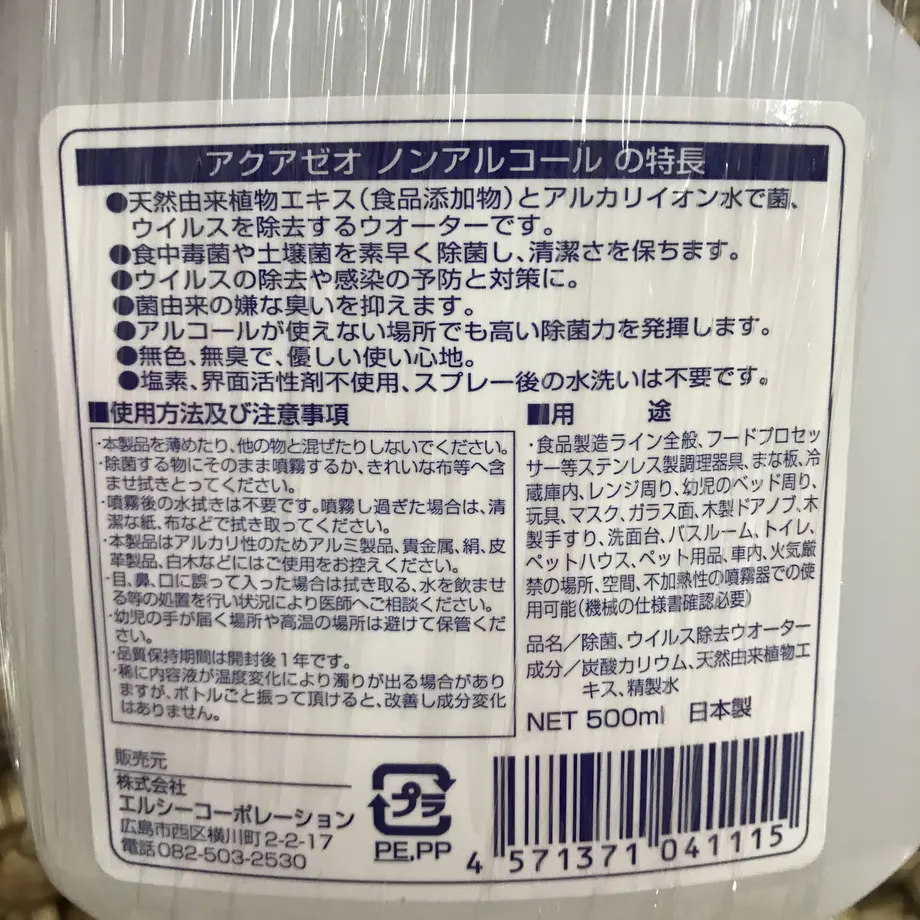 アクアゼオ ノンアルコール の特長
●天然由来植物エキス(食品添加物)とアルカリイオン水で菌、
ウイルスを除去するウオーターです。
●食中毒菌や土壌菌を素早く除菌し、清潔さを保ちます。
●ウイルスの除去や感染の予防と対策に。
●菌由来の嫌な臭いを抑えます。
●アルコールが使えない場所でも高い除菌力を発揮します。
●無色、無臭で、優しい使い心地。
●塩素、界面活性剤不使用、スプレー後の水洗いは不要です。
■使用方法及び注意事項
・本製品を薄めたり、他の物と混ぜたりしないでください。
・除菌する物にそのまま噴霧するか、きれいな布等へ含
ませ拭きとってください。
・噴霧後の水拭きは不要です。噴霧し過ぎた場合は、清
潔な紙、布などで拭き取ってください。
・本製品はアルカリ性のためアルミ製品、貴金属、絹、皮
革製品、白木などにはご使用をお控えください。
・目、鼻、口に誤って入った場合は拭き取る、水を飲ませ
る等の処置を行い状況により医師へご相談ください。
・幼児の手が届く場所や高温の場所は避けて保管くだ
さい。
・品質保持期間は開封後1年です。
・稀に内容液が温度変化により濁りが出る場合があり
ますが、ボトルごと振って頂けると、改善し成分変化
はありません。
■用 途
・食品製造ライン全般、フードプロセッ
サー等ステンレス製調理器具、まな板、冷
蔵庫内、レンジ周り、幼児のベッド周り、
玩具、マスク、ガラス面、木製ドアノブ、木
製手すり、洗面台、バスルーム、トイレ、
ペットハウス、ペット用品、車内、火気厳
禁の場所、空間、不加熱性の噴霧器での使
用可能(機械の仕様書確認必要)
品名/除菌、ウイルス除去ウオーター
成分/炭酸カリウム、天然由来植物エ
キス、精製水
NET 500ml 日本製
販売元
株式会社
エルシーコーポレーション
広島市西区横川町2-2-17
電話082-503-2530
プラ
PE,PP
4 571371 041115